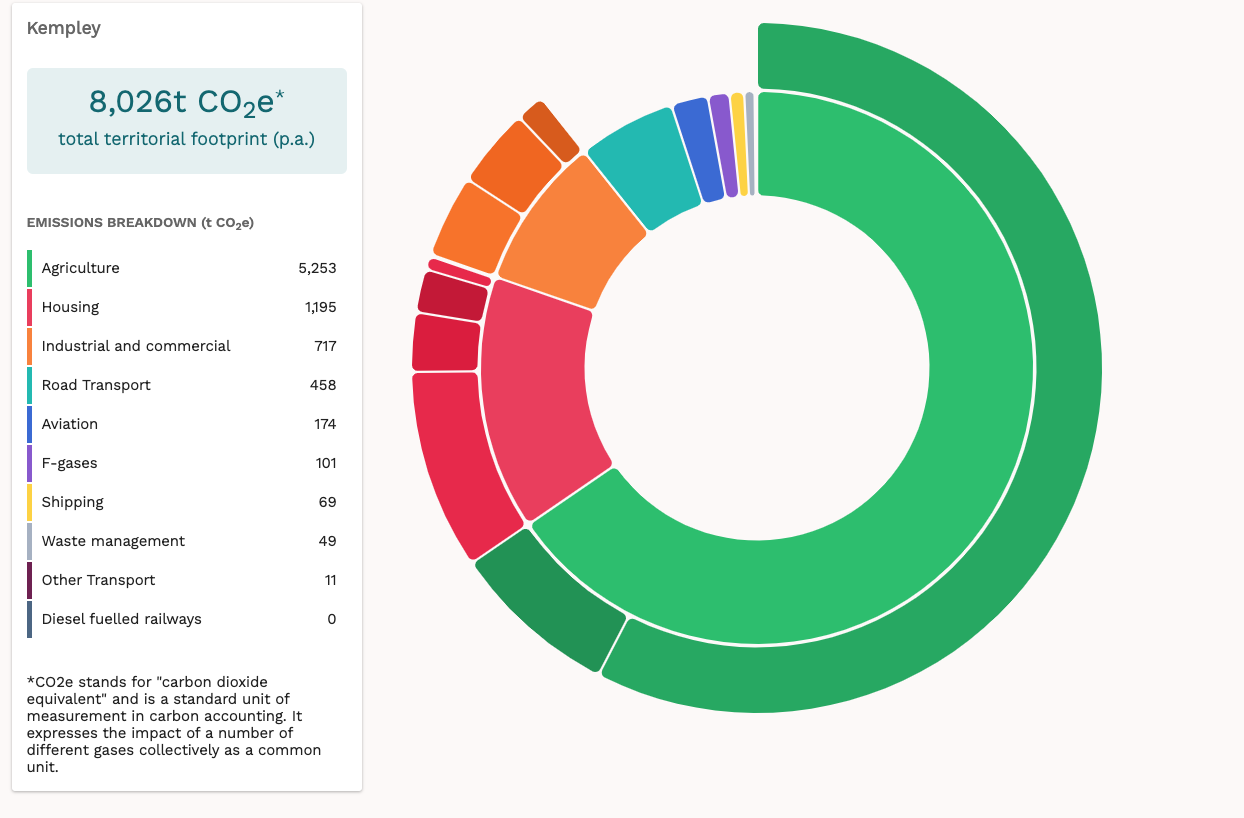 Kempley
8,026t CO₂e*
total territorial footprint (p.a.)
EMISSIONS BREAKDOWN (t CO₂e)
Agriculture 5,253
Housing 1,195
Industrial and commercial 717
Road Transport 458
Aviation 174
F-gases 101
Shipping 69
Waste management 49
Other Transport 11
Diesel fuelled railways 0
*CO2e stands for "carbon dioxide
equivalent" and is a standard unit of
measurement in carbon accounting. It
expresses the impact of a number of
different gases collectively as a common
unit.